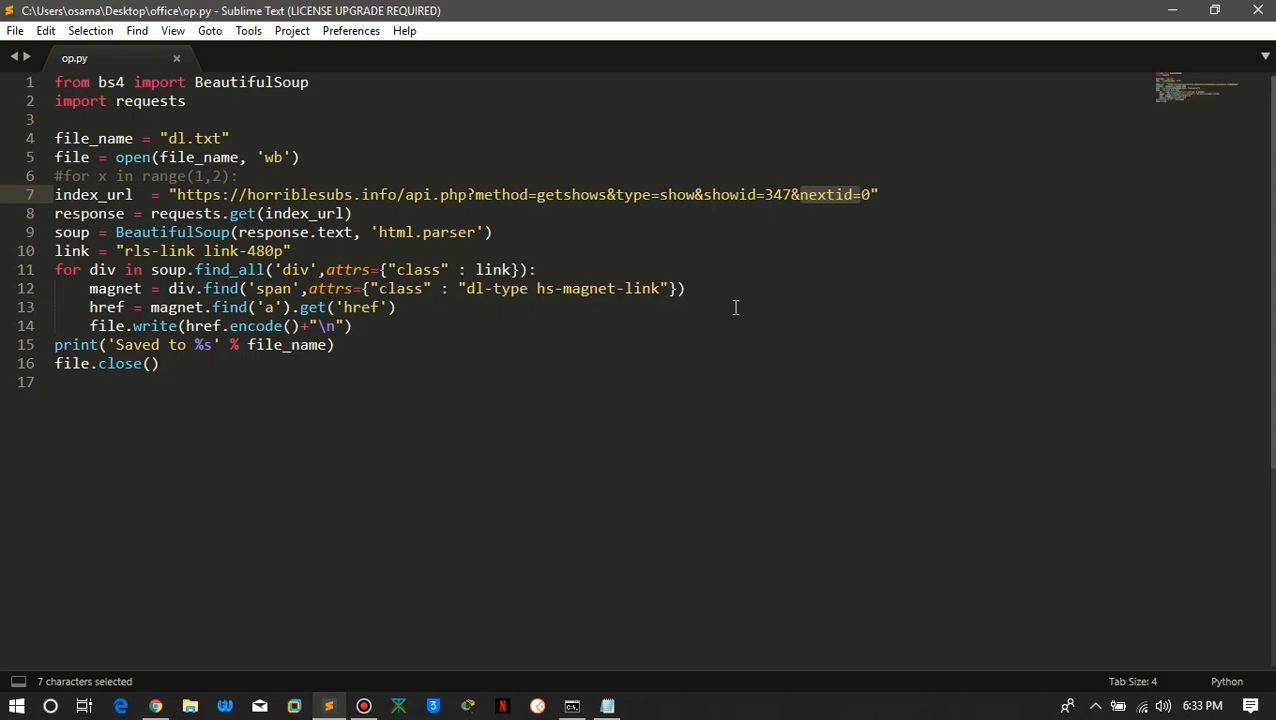 C:\Users\osama\Desktop\office\op.py - Sublime Text (LICENSE UPGRADE REQUIRED)
File Edit Selection Find View Goto Tools Project Preferences Help
op.py
1 from bs4 import BeautifulSoup
2 import requests
3
4 file_name = "dl.txt"
5 file = open(file_name, 'wb')
6 #for x in range(1,2):
7 index_url  = "https://horriblesubs.info/api.php?method=getshows&type=show&showid=347&nextid=0"
8 response = requests.get(index_url)
9 soup = BeautifulSoup(response.text, 'html.parser')
10 link = "rls-link link-480p"
11 for div in soup.find_all('div',attrs={"class" : link}):
12     magnet = div.find('span',attrs={"class" : "dl-type hs-magnet-link"})
13     href = magnet.find('a').get('href')
14     file.write(href.encode()+"\n")
15 print('Saved to %s' % file_name)
16 file.close()
17
7 characters selected Tab Size: 4 Python
6:33 PM